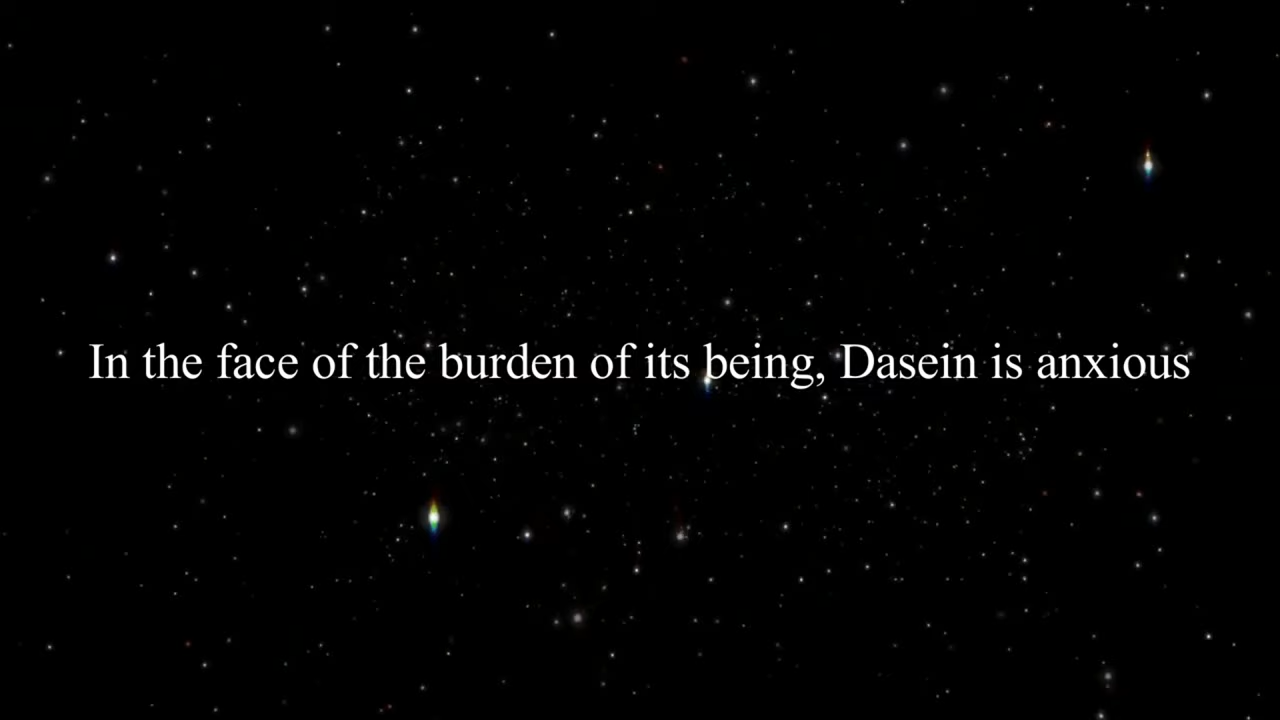 In the face of the burden of its being, Dasein is anxious